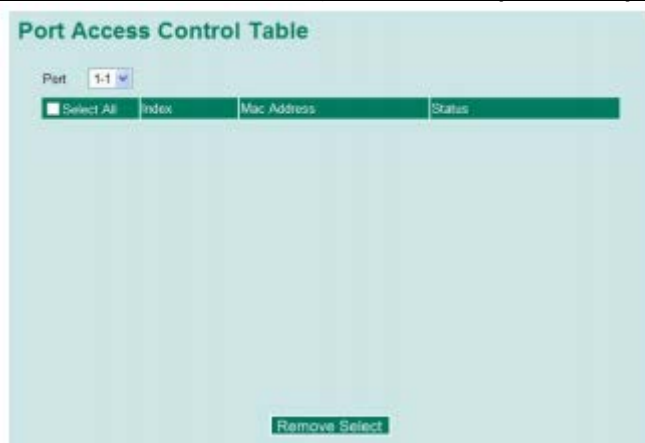 Port Access Control Table
Port 1-1
Select All Index Mac Address Status
Remove Select